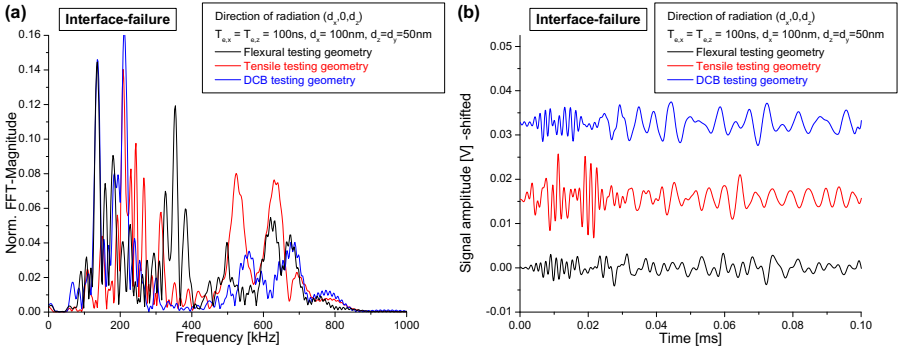 (a)
Interface-failure
Direction of radiation (dx,0,dz)
Te,x = Te,z = 100ns, dx = 100nm, dz=dy=50nm
Flexural testing geometry
Tensile testing geometry
DCB testing geometry
Norm. FFT-Magnitude
0.16
0.14
0.12
0.10
0.08
0.06
0.04
0.02
0.00
0
200
400
600
800
1000
Frequency [kHz]
(b)
Interface-failure
Direction of radiation (dx,0,dz)
Te,x = Te,z = 100ns, dx = 100nm, dz=dy=50nm
Flexural testing geometry
Tensile testing geometry
DCB testing geometry
Signal amplitude [V] -shifted
0.05
0.04
0.03
0.02
0.01
0.00
-0.01
0.00
0.02
0.04
0.06
0.08
0.10
Time [ms]